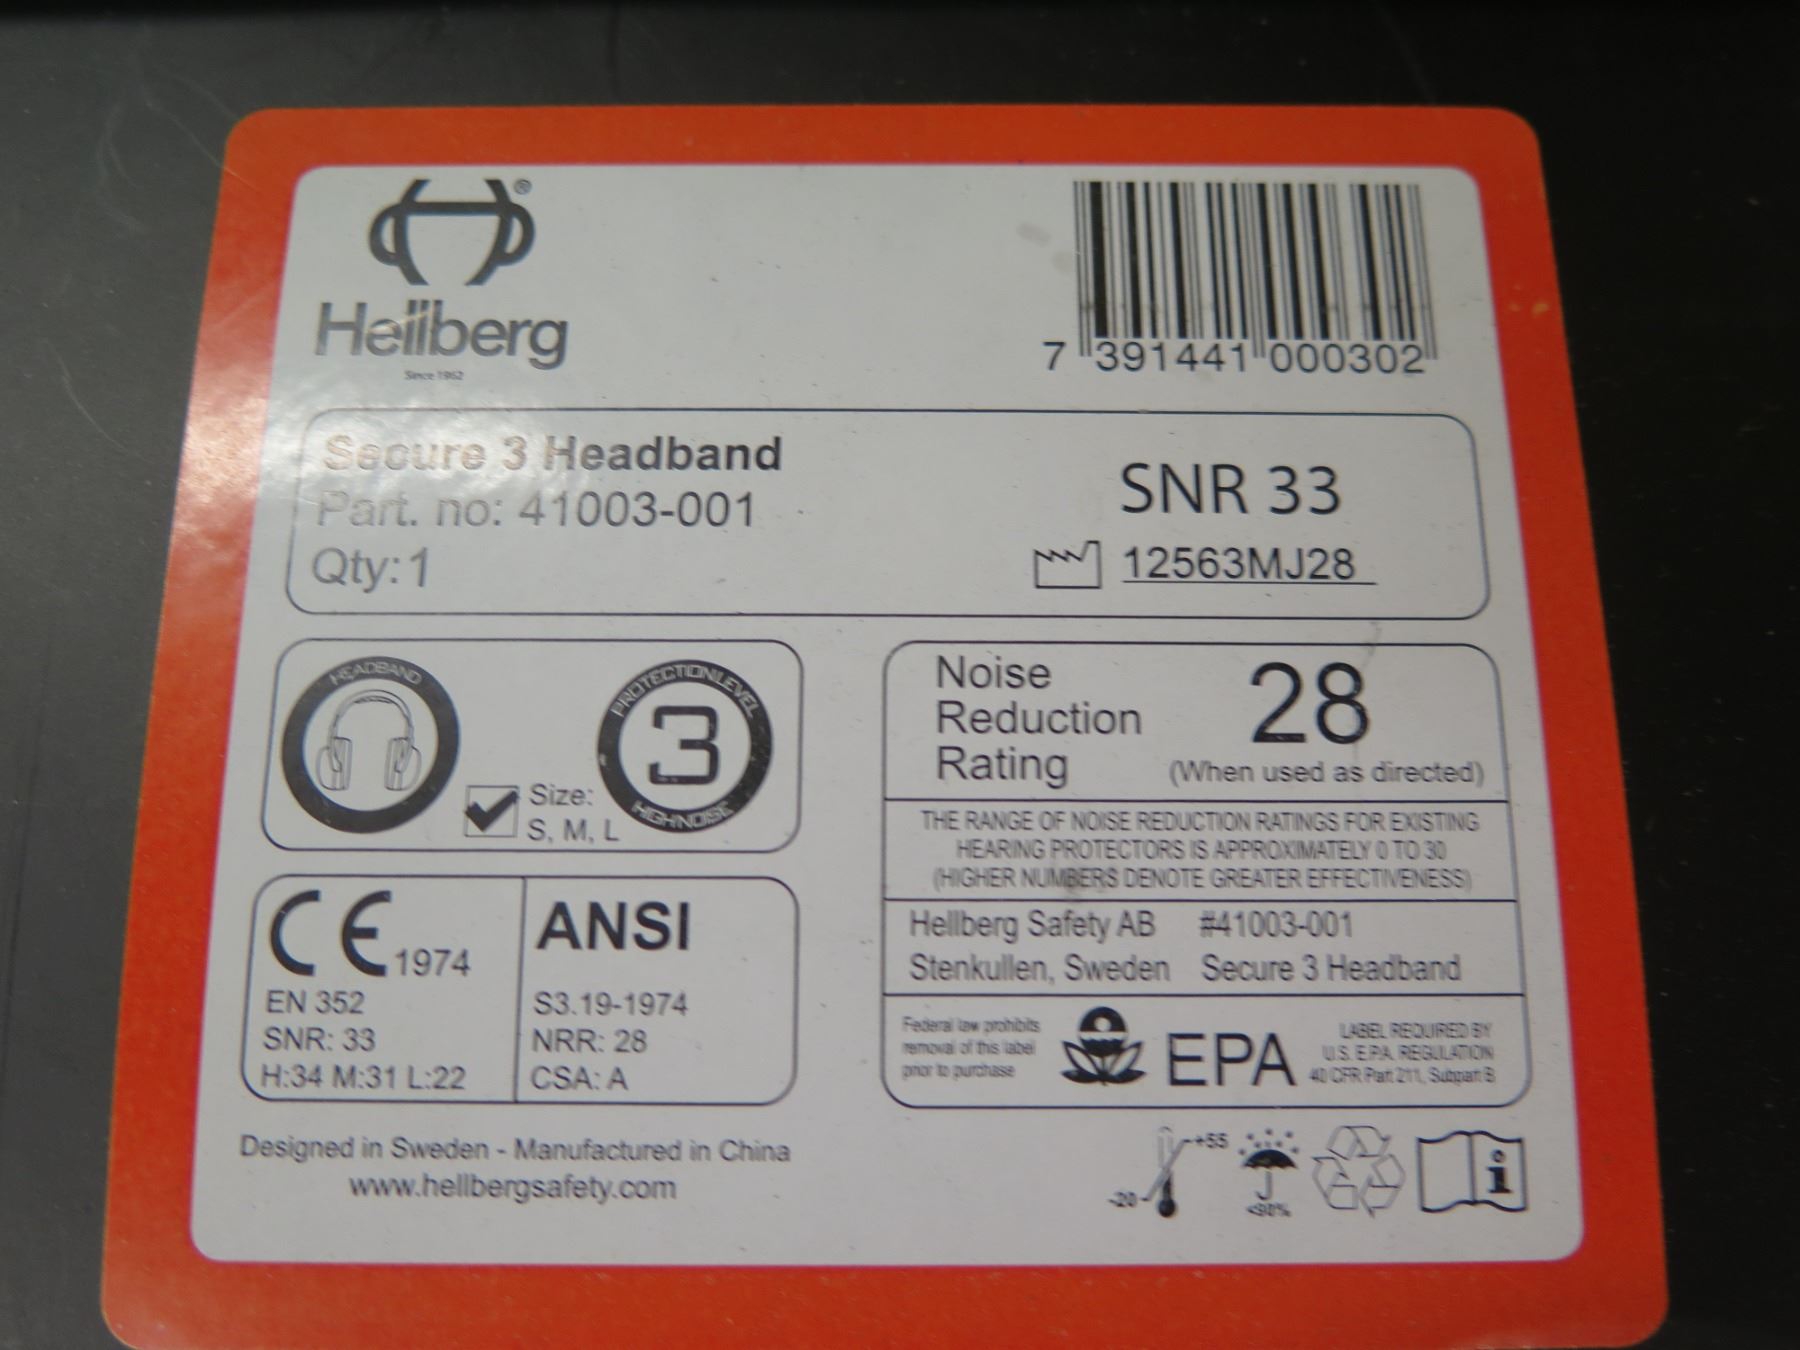 ®
Hellberg
Since 1962
7 391441 000302
Secure 3 Headband
Part. no: 41003-001
Qty: 1
SNR 33
12563MJ28
HEADBAND
Size:
S, M, L
PROTECTION LEVEL
3
HIGH NOISE
Noise
Reduction
Rating
28
(When used as directed)
THE RANGE OF NOISE REDUCTION RATINGS FOR EXISTING
HEARING PROTECTORS IS APPROXIMATELY 0 TO 30
(HIGHER NUMBERS DENOTE GREATER EFFECTIVENESS)
Hellberg Safety AB #41003-001
Stenkullen, Sweden Secure 3 Headband
Federal law prohibits
removal of this label
prior to purchase
EPA
LABEL REQUIRED BY
U.S. E.P.A. REGULATION
40 CFR Part 211, Subpart B
CE 1974
EN 352
SNR: 33
H:34 M:31 L:22
ANSI
S3.19-1974
NRR: 28
CSA: A
Designed in Sweden - Manufactured in China
www.hellbergsafety.com
+55
-20
<90%
i